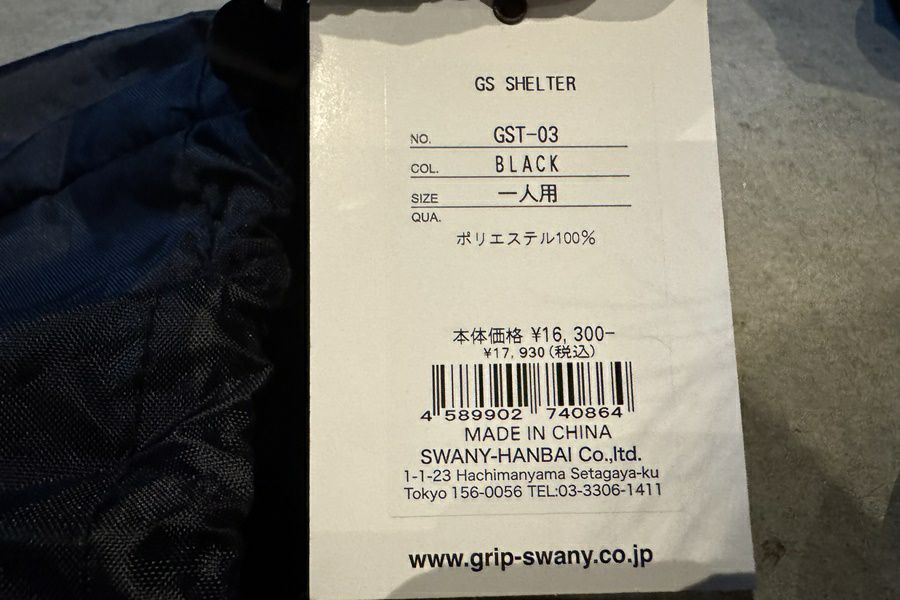 GS SHELTER
NO. GST-03
COL. BLACK
SIZE 一人用
QUA.
ポリエステル100%
本体価格 ¥16,300-
¥17,930(税込)
4 589902 740864
MADE IN CHINA
SWANY-HANBAI Co.,ltd.
1-1-23 Hachimanyama Setagaya-ku
Tokyo 156-0056 TEL:03-3306-1411
www.grip-swany.co.jp